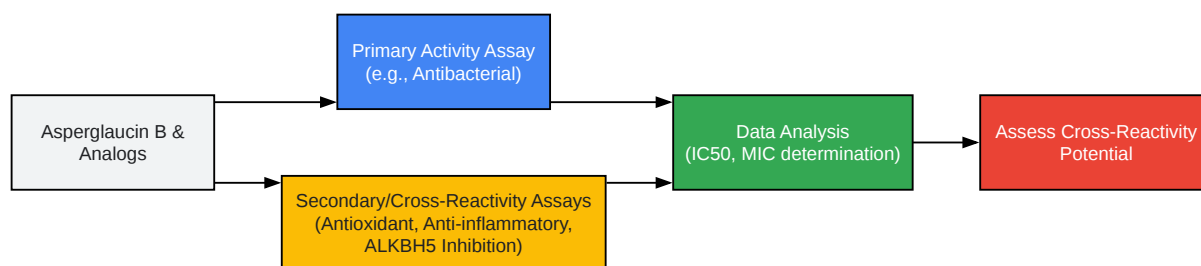 Asperglaucin B &
Analogs
Primary Activity Assay
(e.g., Antibacterial)
Secondary/Cross-Reactivity Assays
(Antioxidant, Anti-inflammatory,
ALKBH5 Inhibition)
Data Analysis
(IC50, MIC determination)
Assess Cross-Reactivity
Potential